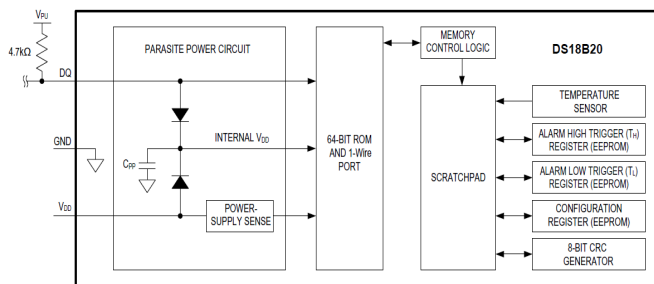 VPU
4.7kΩ
DQ
GND
VDD
PARASITE POWER CIRCUIT
INTERNAL VDD
CPP
POWER-
SUPPLY SENSE
64-BIT ROM
AND 1-Wire
PORT
MEMORY
CONTROL LOGIC
SCRATCHPAD
DS18B20
TEMPERATURE
SENSOR
ALARM HIGH TRIGGER (TH)
REGISTER (EEPROM)
ALARM LOW TRIGGER (TL)
REGISTER (EEPROM)
CONFIGURATION
REGISTER (EEPROM)
8-BIT CRC
GENERATOR